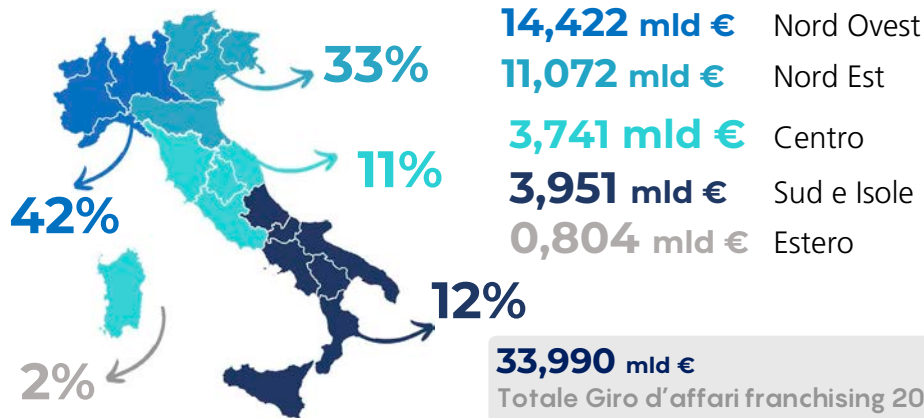 33%
11%
42%
12%
2%
14,422 mld € Nord Ovest
11,072 mld € Nord Est
3,741 mld € Centro
3,951 mld € Sud e Isole
0,804 mld € Estero
33,990 mld €
Totale Giro d'affari franchising 20